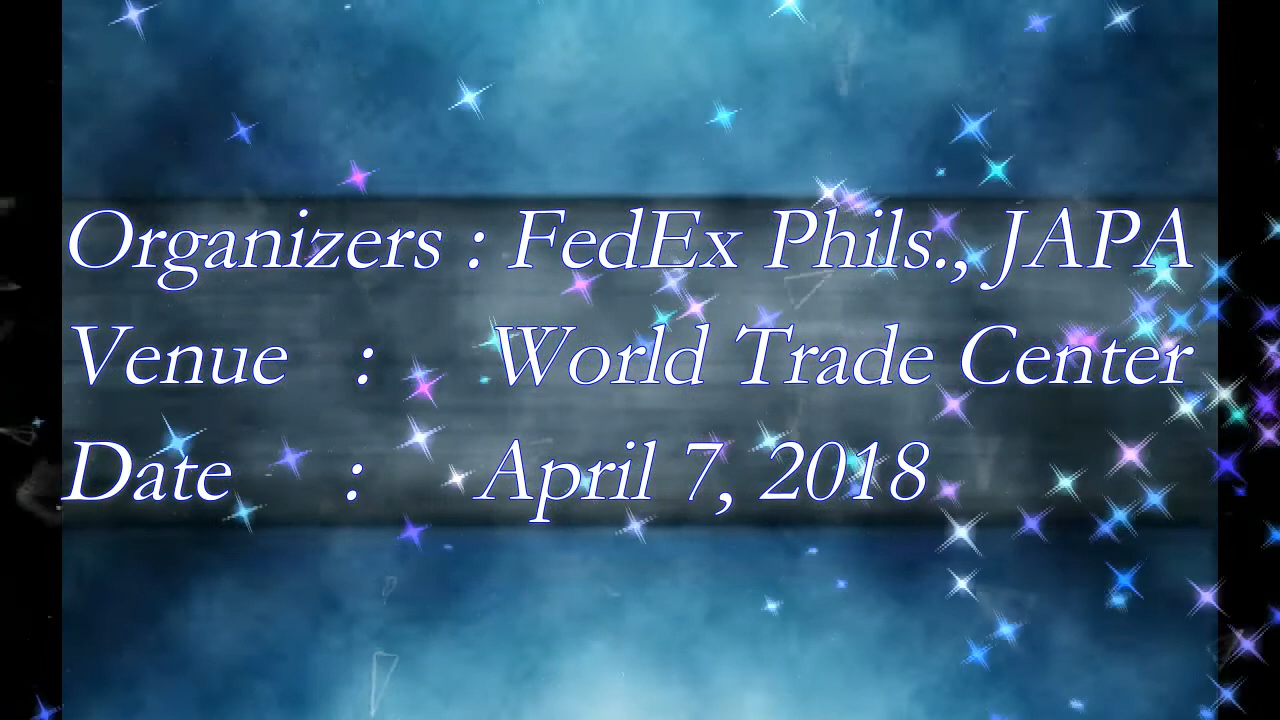 Organizers : FedEx Phils., JAPA
Venue : World Trade Center
Date : April 7, 2018